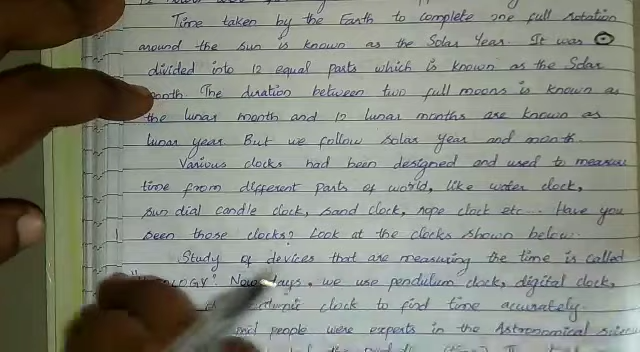 Time taken by the Earth to complete one full rotation
around the sun is known as the Solar Year. It was
divided into 12 equal parts which is known as the Solar
month. The duration between two full moons is known as
the lunar month and 12 lunar months are known as
lunar year. But we follow solar year and month.
Various clocks had been designed and used to measure
time from different parts of world, like water clock,
sun dial candle clock, sand clock, rope clock etc... Have you
seen those clocks? Look at the clocks shown below.
Study of devices that are measuring the time is called
Now days, we use pendulum clock, digital clock,
clock to find time accurately.
people were experts in the Astronomical